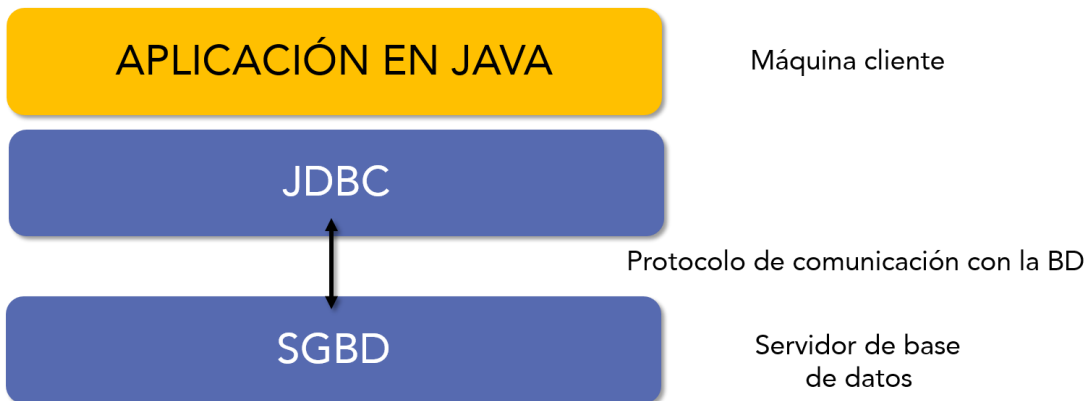 APLICACIÓN EN JAVA
Máquina cliente
JDBC
Protocolo de comunicación con la BD
SGBD
Servidor de base
de datos